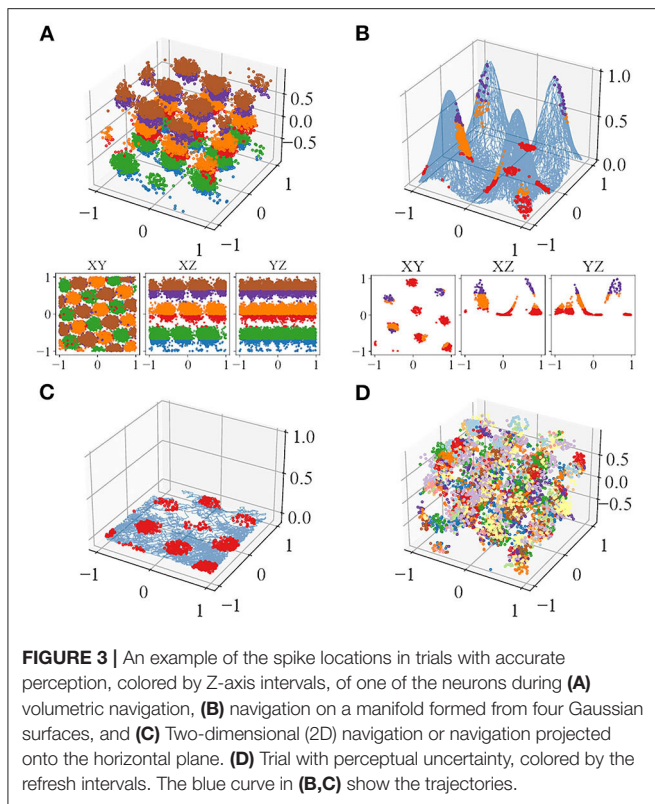 A
0.5
0.0
−0.5
1
0
−1
−1
0
1
XY
XZ
YZ
1
0
−1
−1 0 1 −1 0 1 −1 0 1
B
1.0
0.5
0.0
1
0
−1
−1
0
1
XY
XZ
YZ
1
0
−1
−1 0 1 −1 0 1 −1 0 1
C
1.0
0.5
0.0
1
0
−1
−1
0
1
D
0.5
0.0
−0.5
1
0
−1
−1
0
1
FIGURE 3 | An example of the spike locations in trials with accurate
perception, colored by Z-axis intervals, of one of the neurons during (A)
volumetric navigation, (B) navigation on a manifold formed from four Gaussian
surfaces, and (C) Two-dimensional (2D) navigation or navigation projected
onto the horizontal plane. (D) Trial with perceptual uncertainty, colored by the
refresh intervals. The blue curve in (B,C) show the trajectories.